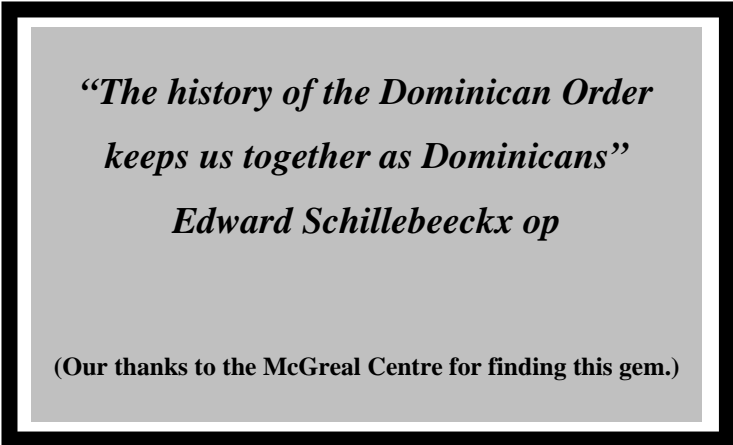 “The history of the Dominican Order
keeps us together as Dominicans”
Edward Schillebeeckx op
(Our thanks to the McGreal Centre for finding this gem.)